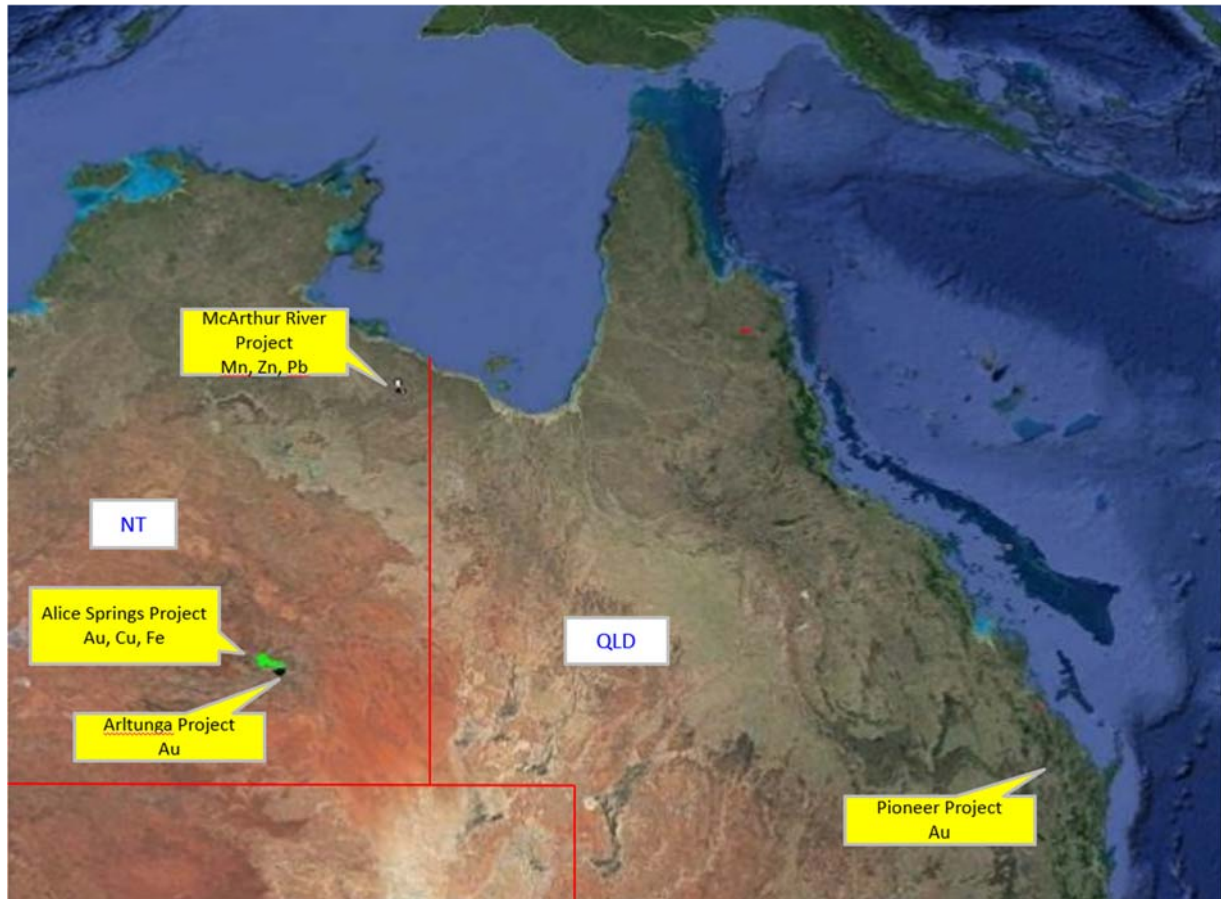 McArthur River
Project
Mn, Zn, Pb
NT
Alice Springs Project
Au, Cu, Fe
QLD
Arltunga Project
Au
Pioneer Project
Au